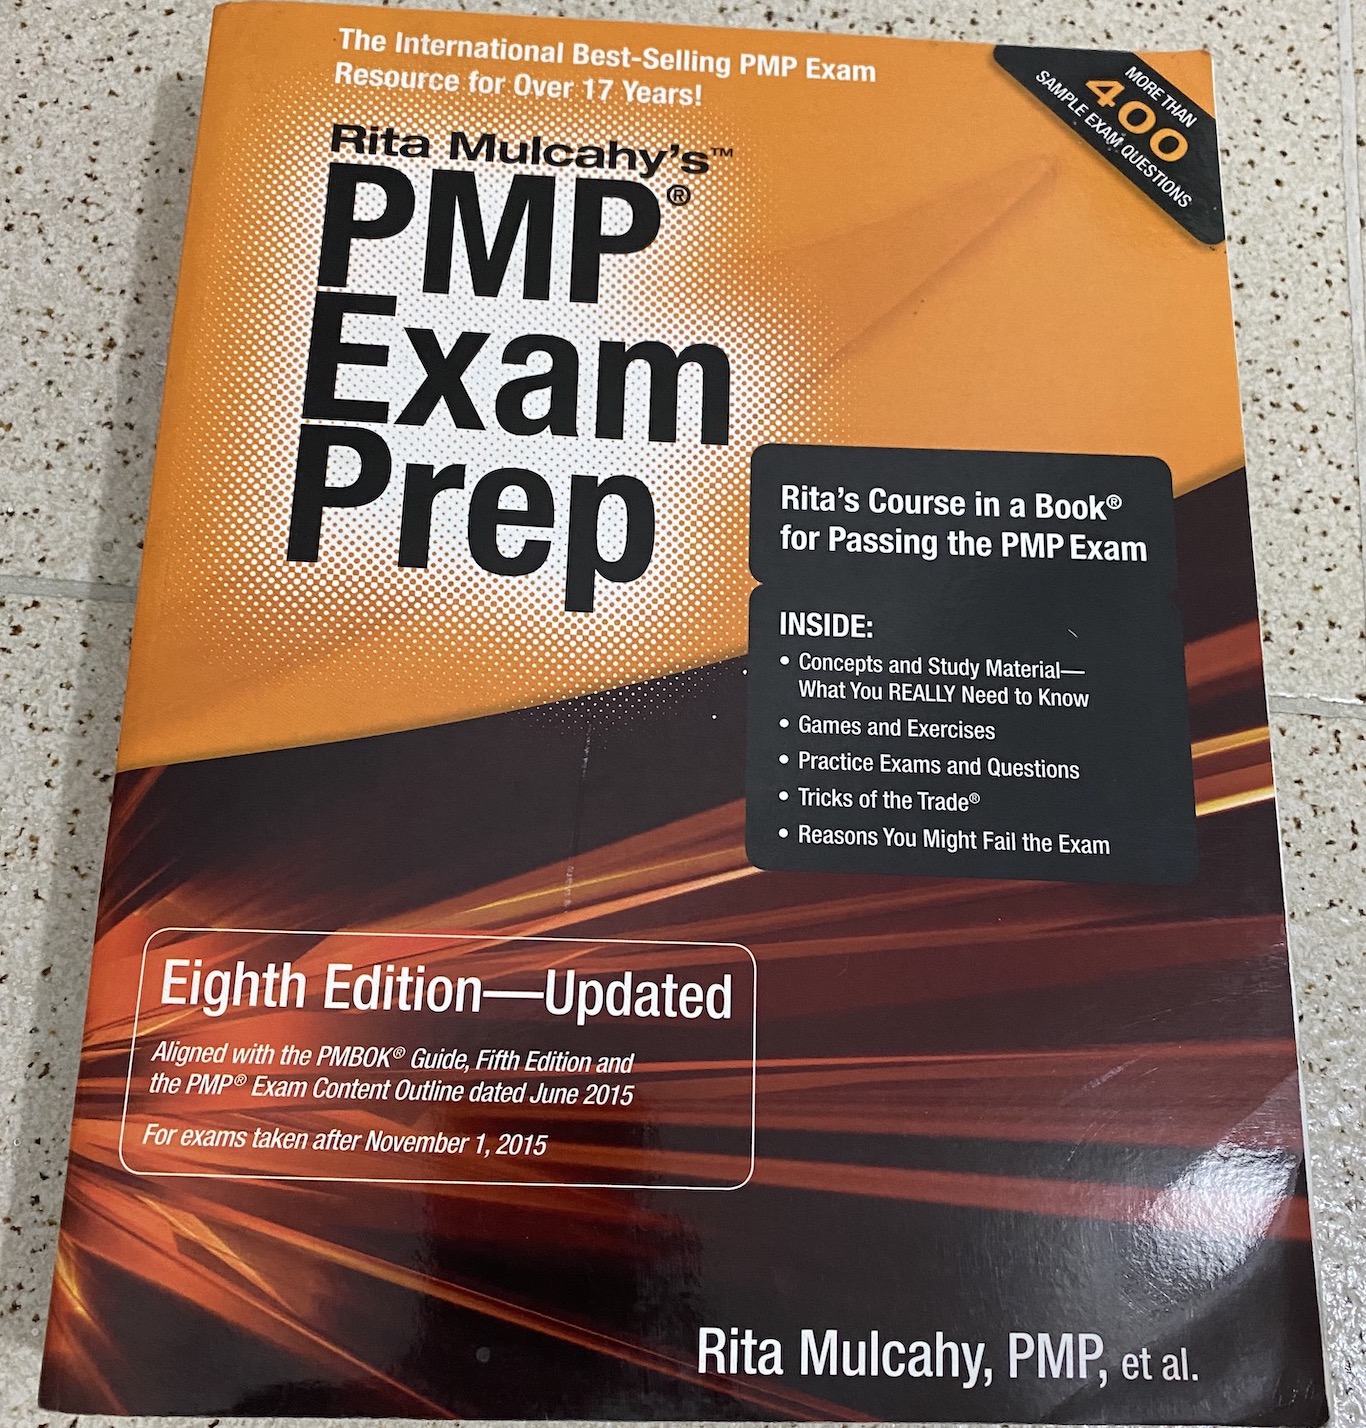 The International Best-Selling PMP Exam
Resource for Over 17 Years!
MORE THAN
400
SAMPLE EXAM QUESTIONS
Rita Mulcahy's™
PMP®
Exam
Prep
Rita's Course in a Book®
for Passing the PMP Exam
INSIDE:
• Concepts and Study Material—
What You REALLY Need to Know
• Games and Exercises
• Practice Exams and Questions
• Tricks of the Trade®
• Reasons You Might Fail the Exam
Eighth Edition—Updated
Aligned with the PMBOK® Guide, Fifth Edition and
the PMP® Exam Content Outline dated June 2015
For exams taken after November 1, 2015
Rita Mulcahy, PMP, et al.